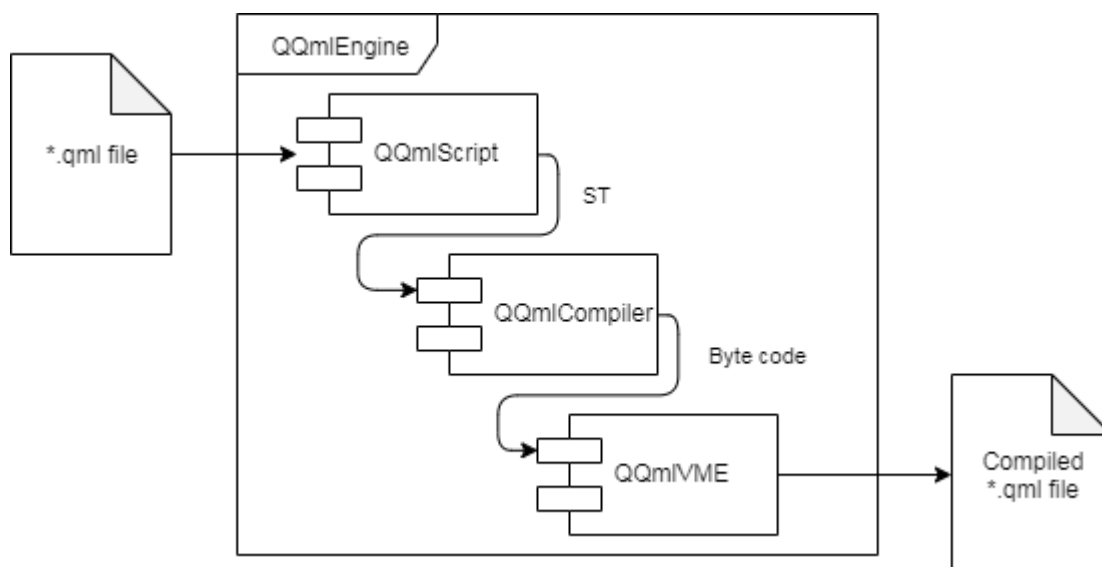 QQmlEngine
*.qml file
QQmlScript
ST
QQmlCompiler
Byte code
QQmlVME
Compiled
*.qml file